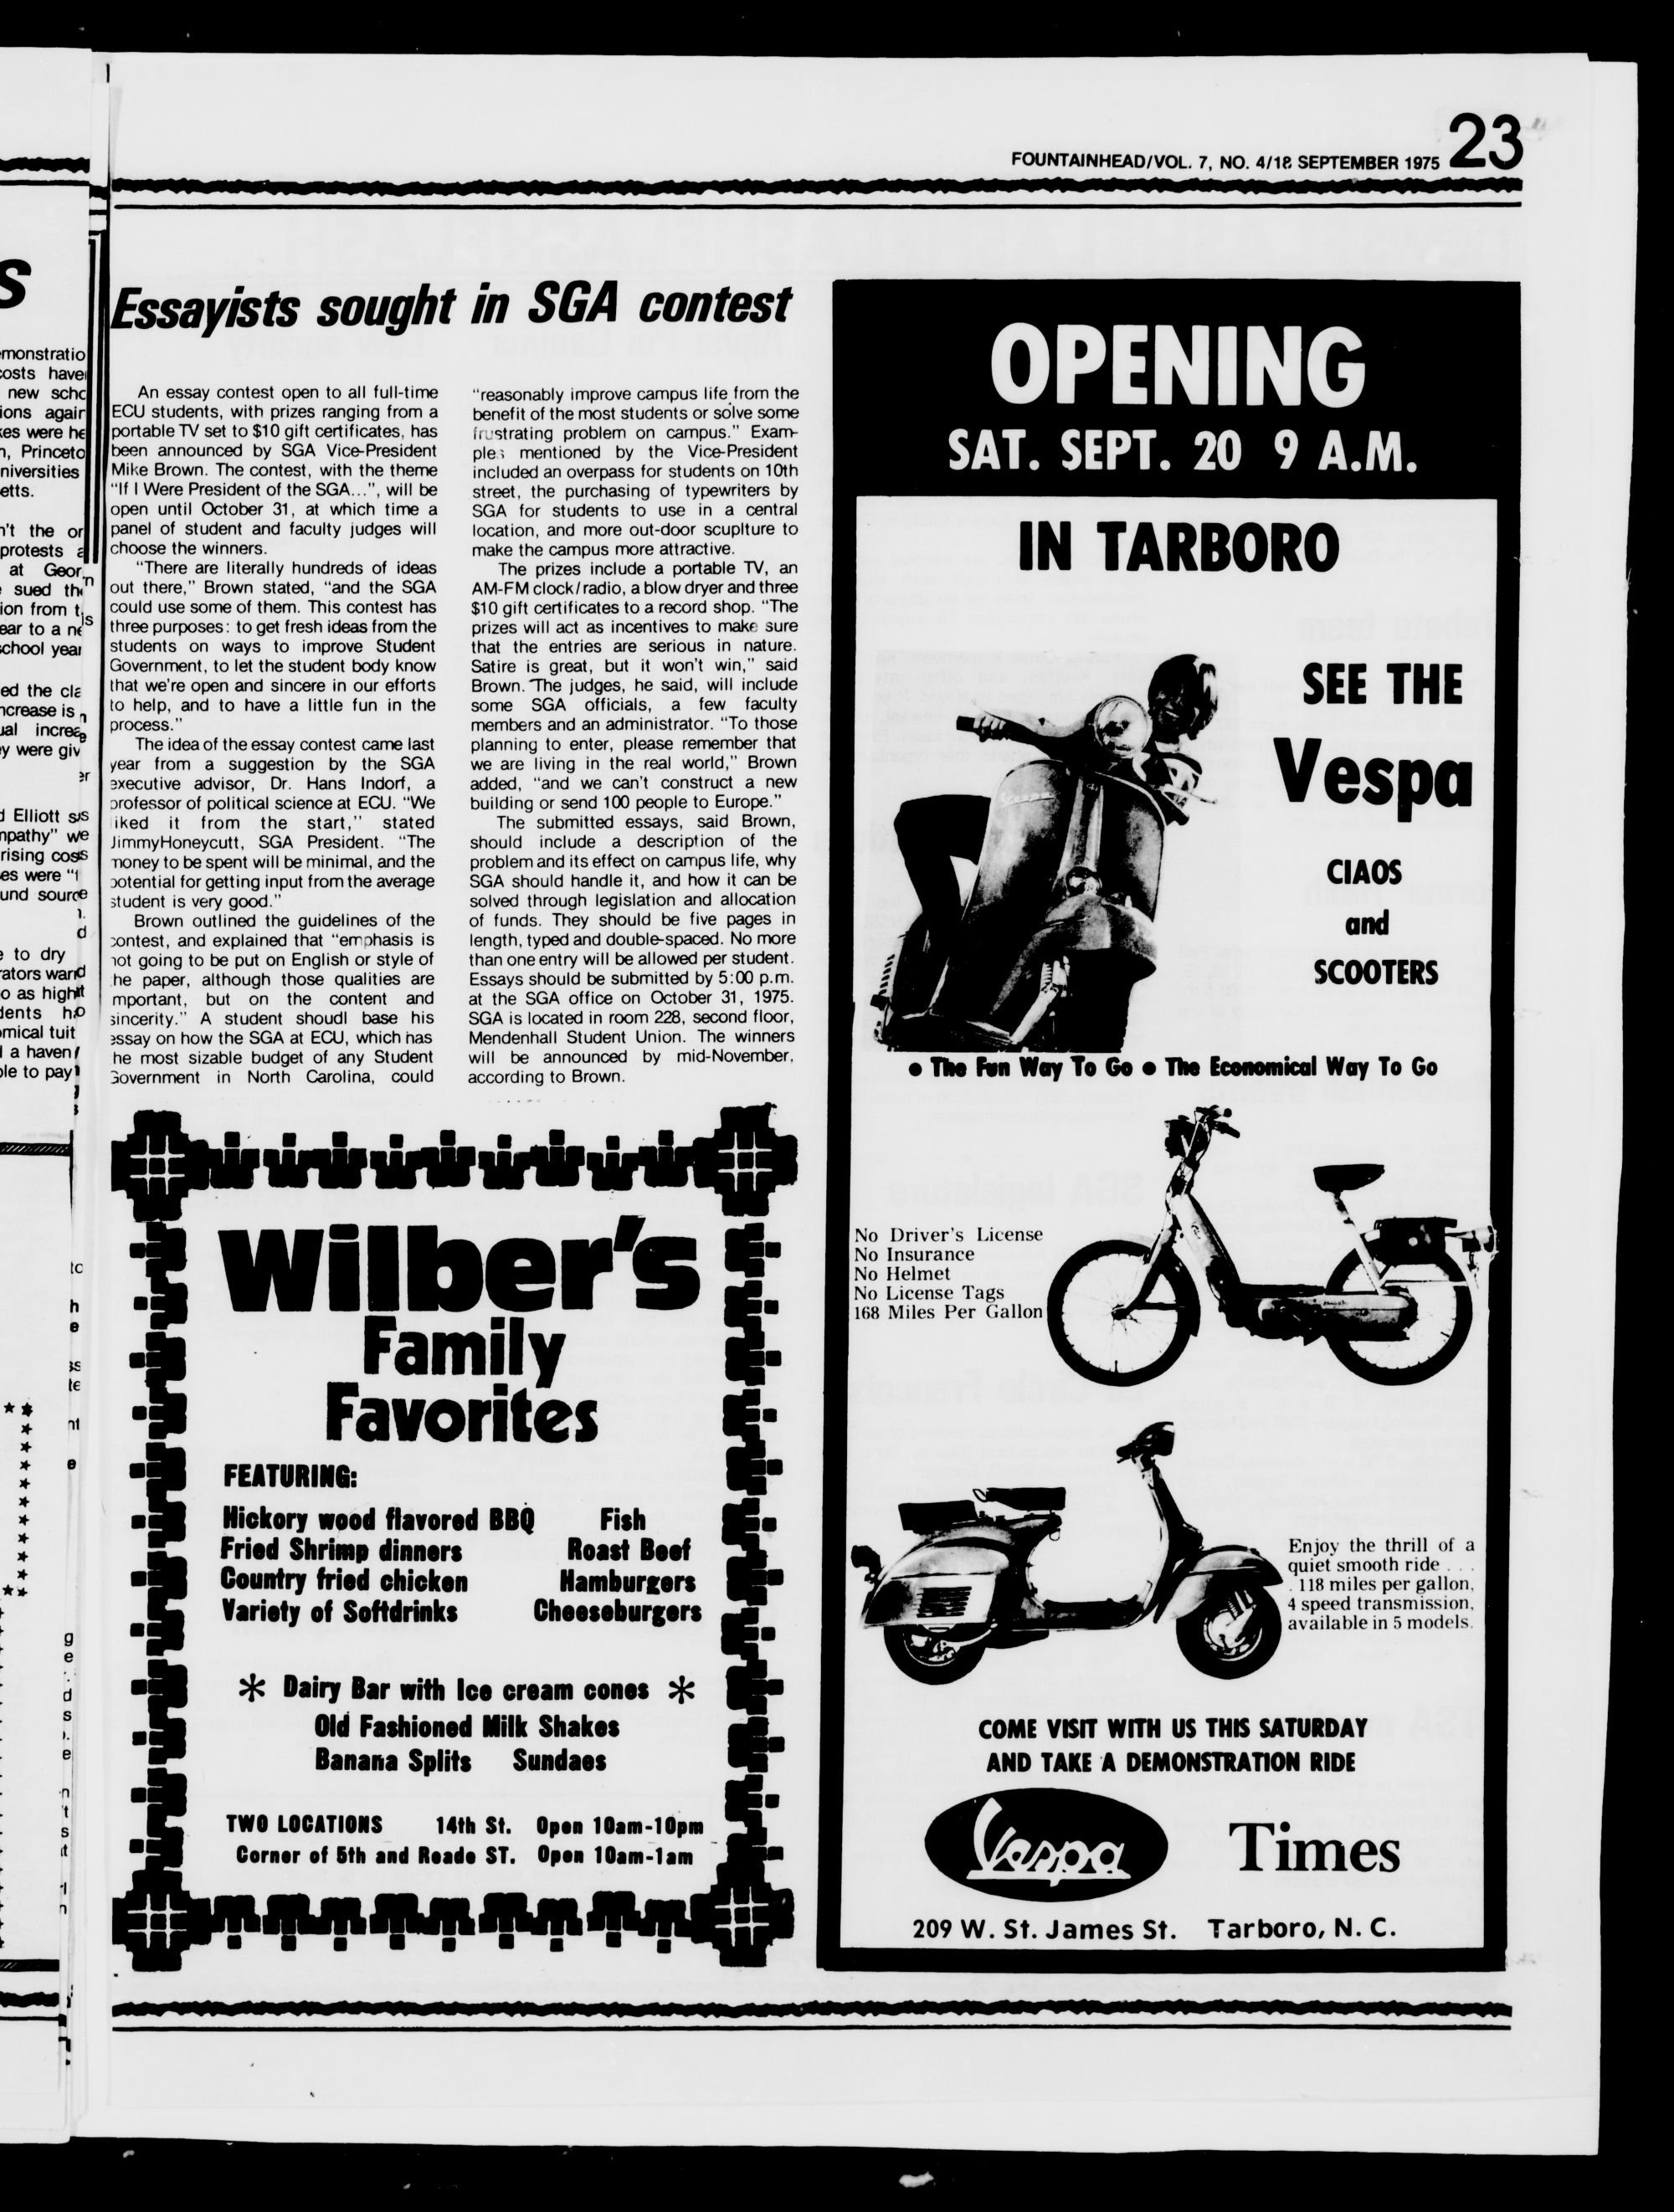 FOUNTAINHEAD/VOL. 7, NO. 4/18 SEPTEMBER 1975 23
Essayists sought in SGA contest
An essay contest open to all full-time
ECU students, with prizes ranging from a
portable TV set to $10 gift certificates, has
been announced by SGA Vice-President
Mike Brown. The contest, with the theme
"If I Were President of the SGA...", will be
open until October 31, at which time a
panel of student and faculty judges will
choose the winners.
"There are literally hundreds of ideas
out there," Brown stated, "and the SGA
could use some of them. This contest has
three purposes: to get fresh ideas from the
students on ways to improve Student
Government, to let the student body know
that we're open and sincere in our efforts
to help, and to have a little fun in the
process."
The idea of the essay contest came last
year from a suggestion by the SGA
executive advisor, Dr. Hans Indorf, a
professor of political science at ECU. "We
liked it from the start," stated
JimmyHoneycutt, SGA President. "The
money to be spent will be minimal, and the
potential for getting input from the average
student is very good."
Brown outlined the guidelines of the
contest, and explained that "emphasis is
not going to be put on English or style of
the paper, although those qualities are
important, but on the content and
sincerity." A student shoudl base his
essay on how the SGA at ECU, which has
the most sizable budget of any Student
Government in North Carolina, could
"reasonably improve campus life from the
benefit of the most students or solve some
frustrating problem on campus." Exam-
ples mentioned by the Vice-President
included an overpass for students on 10th
street, the purchasing of typewriters by
SGA for students to use in a central
location, and more out-door scuplture to
make the campus more attractive.
The prizes include a portable TV, an
AM-FM clock/radio, a blow dryer and three
$10 gift certificates to a record shop. "The
prizes will act as incentives to make sure
that the entries are serious in nature.
Satire is great, but it won't win," said
Brown. The judges, he said, will include
some SGA officials, a few faculty
members and an administrator. "To those
planning to enter, please remember that
we are living in the real world," Brown
added, "and we can't construct a new
building or send 100 people to Europe."
The submitted essays, said Brown,
should include a description of the
problem and its effect on campus life, why
SGA should handle it, and how it can be
solved through legislation and allocation
of funds. They should be five pages in
length, typed and double-spaced. No more
than one entry will be allowed per student.
Essays should be submitted by 5:00 p.m.
at the SGA office on October 31, 1975.
SGA is located in room 228, second floor,
Mendenhall Student Union. The winners
will be announced by mid-November,
according to Brown.
Wilber's
Family
Favorites
FEATURING:
Hickory wood flavored BBQ Fish
Fried Shrimp dinners Roast Beef
Country fried chicken Hamburgers
Variety of Softdrinks Cheeseburgers
* Dairy Bar with Ice cream cones *
Old Fashioned Milk Shakes
Banana Splits Sundaes
TWO LOCATIONS 14th St. Open 10am-10pm
Corner of 5th and Reade ST. Open 10am-1am
OPENING
SAT. SEPT. 20 9 A.M.
IN TARBORO
SEE THE
Vespa
CIAOS
and
SCOOTERS
• The Fun Way To Go • The Economical Way To Go
No Driver's License
No Insurance
No Helmet
No License Tags
168 Miles Per Gallon
Enjoy the thrill of a
quiet smooth ride . . .
. 118 miles per gallon,
4 speed transmission,
available in 5 models.
COME VISIT WITH US THIS SATURDAY
AND TAKE A DEMONSTRATION RIDE
Vespa Times
209 W. St. James St. Tarboro, N. C.